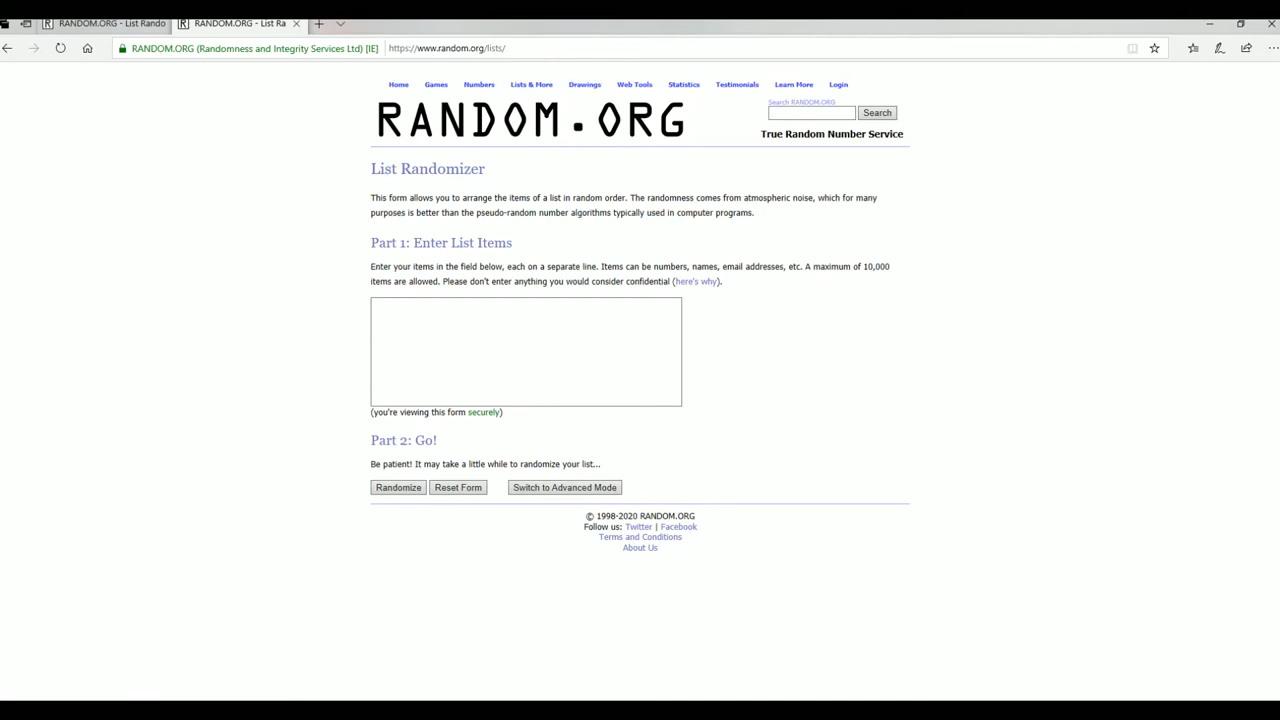 RANDOM.ORG - List Rando
RANDOM.ORG - List Ra
RANDOM.ORG (Randomness and Integrity Services Ltd) [IE]
https://www.random.org/lists/
Home Games Numbers Lists & More Drawings Web Tools Statistics Testimonials Learn More Login
RANDOM.ORG
Search RANDOM.ORG
Search
True Random Number Service
List Randomizer
This form allows you to arrange the items of a list in random order. The randomness comes from atmospheric noise, which for many
purposes is better than the pseudo-random number algorithms typically used in computer programs.
Part 1: Enter List Items
Enter your items in the field below, each on a separate line. Items can be numbers, names, email addresses, etc. A maximum of 10,000
items are allowed. Please don't enter anything you would consider confidential (here's why).
(you're viewing this form securely)
Part 2: Go!
Be patient! It may take a little while to randomize your list...
Randomize Reset Form Switch to Advanced Mode
© 1998-2020 RANDOM.ORG
Follow us: Twitter | Facebook
Terms and Conditions
About Us